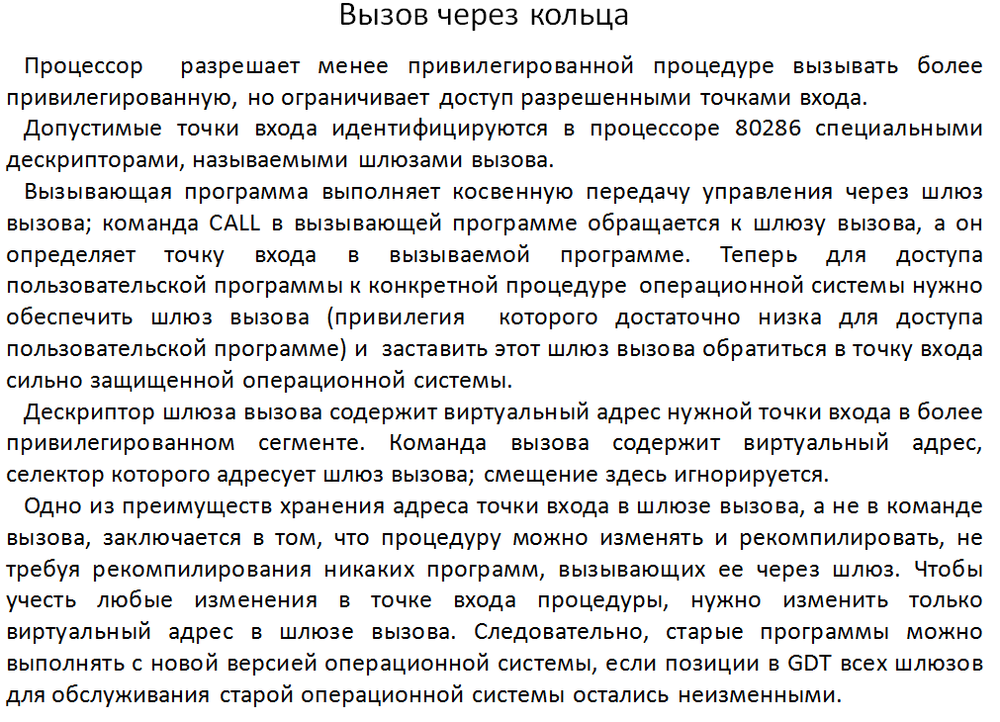 Вызов через кольца
Процессор разрешает менее привилегированной процедуре вызывать более
привилегированную, но ограничивает доступ разрешенными точками входа.
Допустимые точки входа идентифицируются в процессоре 80286 специальными
дескрипторами, называемыми шлюзами вызова.
Вызывающая программа выполняет косвенную передачу управления через шлюз
вызова; команда CALL в вызывающей программе обращается к шлюзу вызова, а он
определяет точку входа в вызываемой программе. Теперь для доступа
пользовательской программы к конкретной процедуре операционной системы нужно
обеспечить шлюз вызова (привилегия которого достаточно низка для доступа
пользовательской программе) и заставить этот шлюз вызова обратиться в точку входа
сильно защищенной операционной системы.
Дескриптор шлюза вызова содержит виртуальный адрес нужной точки входа в более
привилегированном сегменте. Команда вызова содержит виртуальный адрес,
селектор которого адресует шлюз вызова; смещение здесь игнорируется.
Одно из преимуществ хранения адреса точки входа в шлюзе вызова, а не в команде
вызова, заключается в том, что процедуру можно изменять и рекомпилировать, не
требуя рекомпилирования никаких программ, вызывающих ее через шлюз. Чтобы
учесть любые изменения в точке входа процедуры, нужно изменить только
виртуальный адрес в шлюзе вызова. Следовательно, старые программы можно
выполнять с новой версией операционной системы, если позиции в GDT всех шлюзов
для обслуживания старой операционной системы остались неизменными.